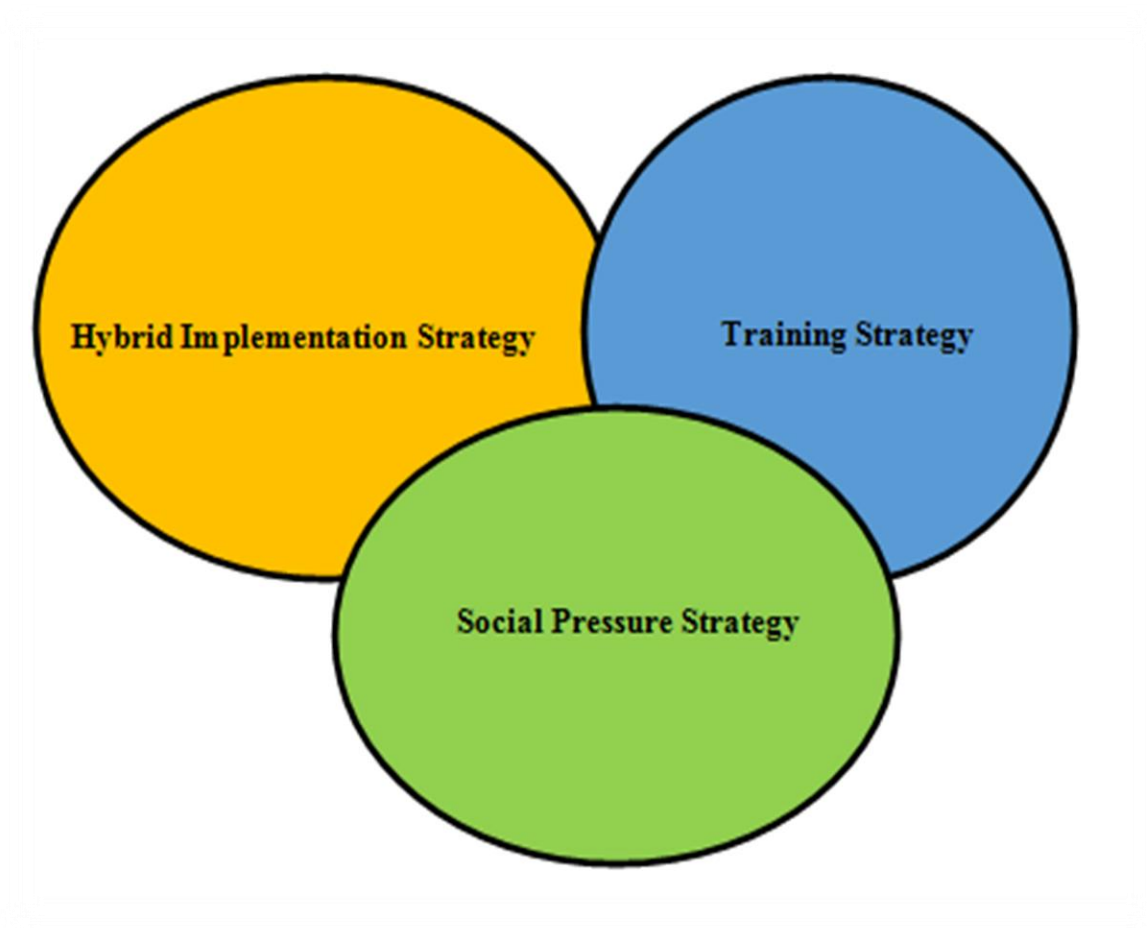 Hybrid Implementation Strategy
Training Strategy
Social Pressure Strategy